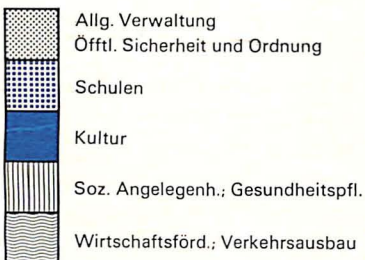 Allg. Verwaltung
Öfftl. Sicherheit und Ordnung
Schulen
Kultur
Soz. Angelegenh.; Gesundheitspfl.
Wirtschaftsförd.; Verkehrsausbau